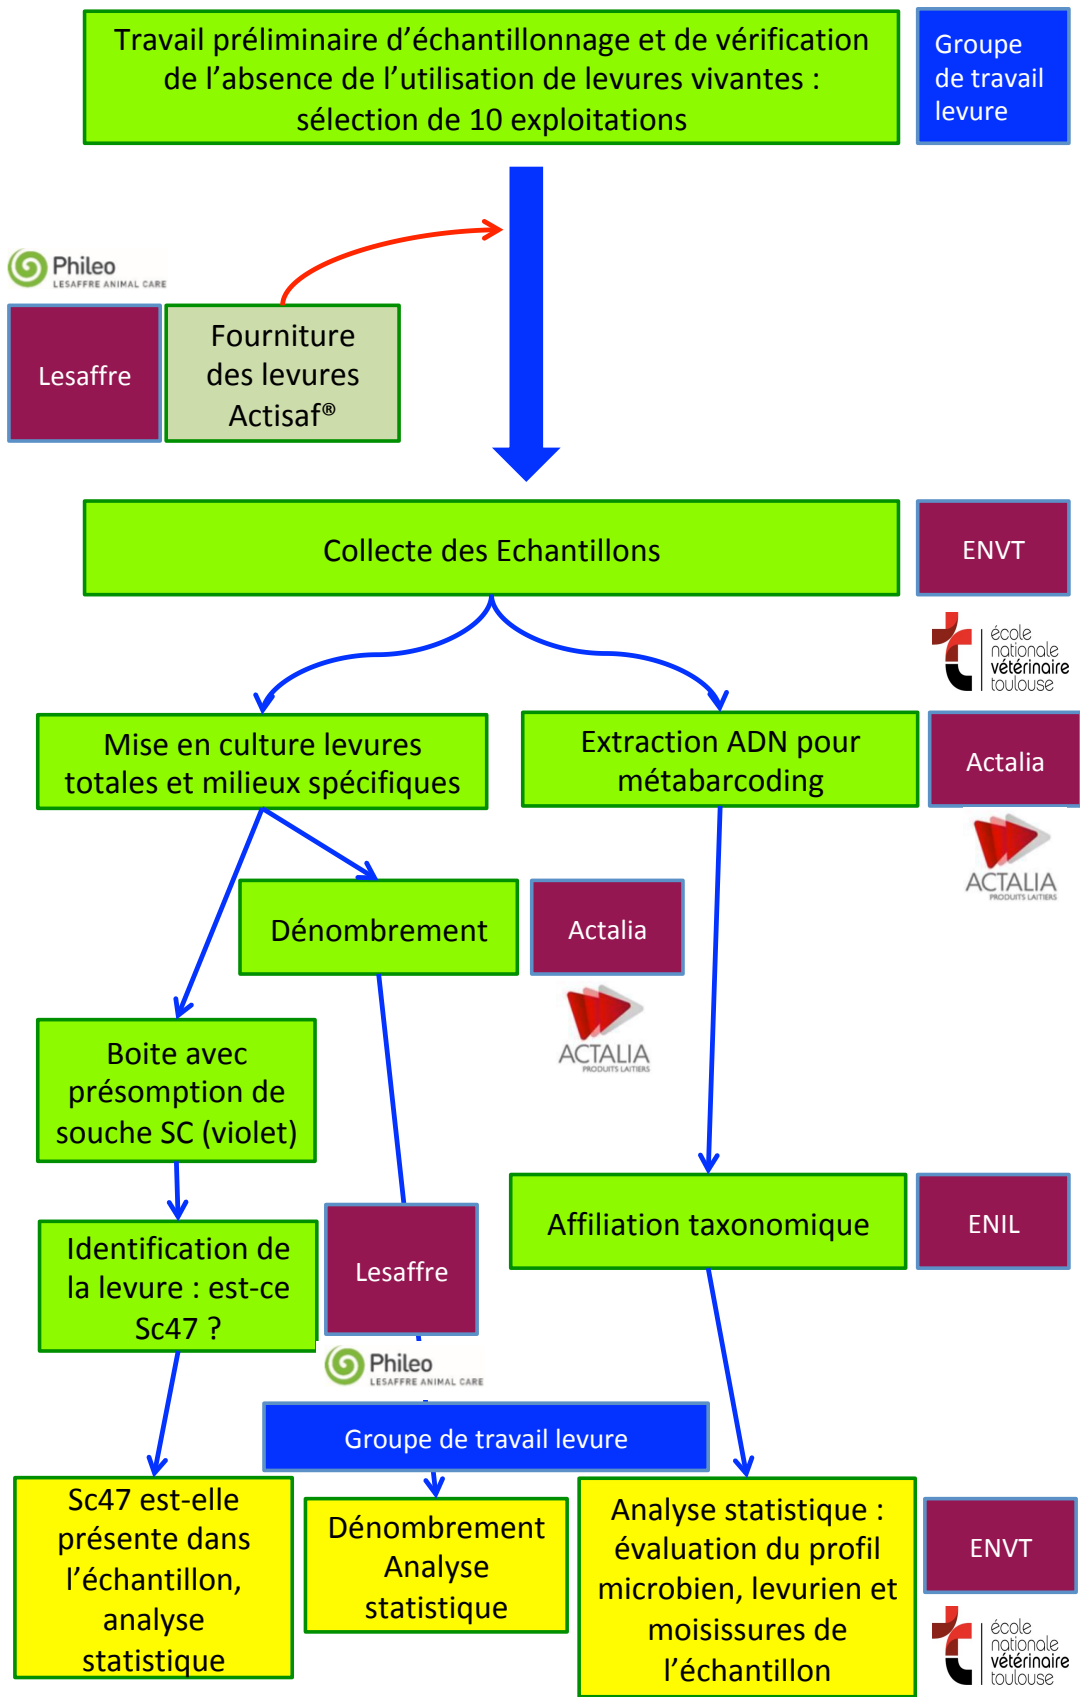 Travail préliminaire d’échantillonnage et de vérification
de l’absence de l’utilisation de levures vivantes :
sélection de 10 exploitations
Groupe
de travail
levure
Phileo
LESAFFRE ANIMAL CARE
Lesaffre
Fourniture
des levures
Actisaf®
Collecte des Echantillons
ENVT
école
nationale
vétérinaire
toulouse
Mise en culture levures
totales et milieux spécifiques
Extraction ADN pour
métabarcoding
Actalia
ACTALIA
PRODUITS LAITIERS
Dénombrement
Actalia
ACTALIA
PRODUITS LAITIERS
Boite avec
présomption de
souche SC (violet)
Identification de
la levure : est-ce
Sc47 ?
Lesaffre
Phileo
LESAFFRE ANIMAL CARE
Affiliation taxonomique
ENIL
Groupe de travail levure
Sc47 est-elle
présente dans
l’échantillon,
analyse
statistique
Dénombrement
Analyse
statistique
Analyse statistique :
évaluation du profil
microbien, levurien et
moisissures de
l’échantillon
ENVT
école
nationale
vétérinaire
toulouse